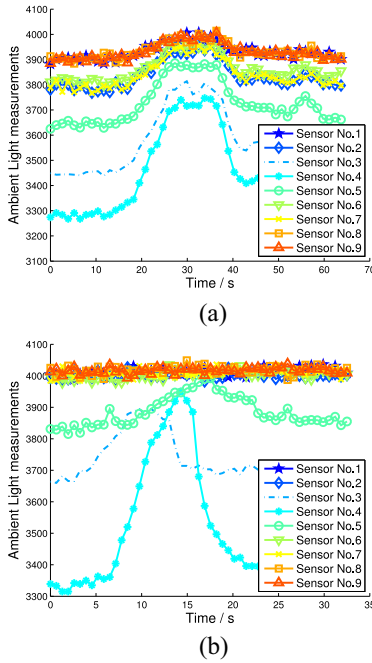 4100
4000
3900
3800
3700
3600
3500
3400
3300
3200
3100
Ambient Light measurements
Sensor No.1
Sensor No.2
Sensor No.3
Sensor No.4
Sensor No.5
Sensor No.6
Sensor No.7
Sensor No.8
Sensor No.9
0 10 20 30 40 50 60 70
Time / s
(a)
4100
4000
3900
3800
3700
3600
3500
3400
3300
Ambient Light measurements
Sensor No.1
Sensor No.2
Sensor No.3
Sensor No.4
Sensor No.5
Sensor No.6
Sensor No.7
Sensor No.8
Sensor No.9
0 5 10 15 20 25 30 35
Time / s
(b)